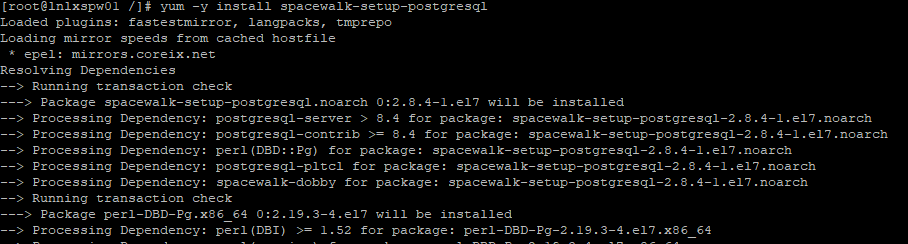 [root@lnlxspw01 /]# yum -y install spacewalk-setup-postgresql
Loaded plugins: fastestmirror, langpacks, tmprepo
Loading mirror speeds from cached hostfile
 * epel: mirrors.coreix.net
Resolving Dependencies
--> Running transaction check
---> Package spacewalk-setup-postgresql.noarch 0:2.8.4-1.el7 will be installed
--> Processing Dependency: postgresql-server > 8.4 for package: spacewalk-setup-postgresql-2.8.4-1.el7.noarch
--> Processing Dependency: postgresql-contrib >= 8.4 for package: spacewalk-setup-postgresql-2.8.4-1.el7.noarch
--> Processing Dependency: perl(DBD::Pg) for package: spacewalk-setup-postgresql-2.8.4-1.el7.noarch
--> Processing Dependency: postgresql-pltcl for package: spacewalk-setup-postgresql-2.8.4-1.el7.noarch
--> Processing Dependency: spacewalk-dobby for package: spacewalk-setup-postgresql-2.8.4-1.el7.noarch
--> Running transaction check
---> Package perl-DBD-Pg.x86_64 0:2.19.3-4.el7 will be installed
--> Processing Dependency: perl(DBI) >= 1.52 for package: perl-DBD-Pg-2.19.3-4.el7.x86_64